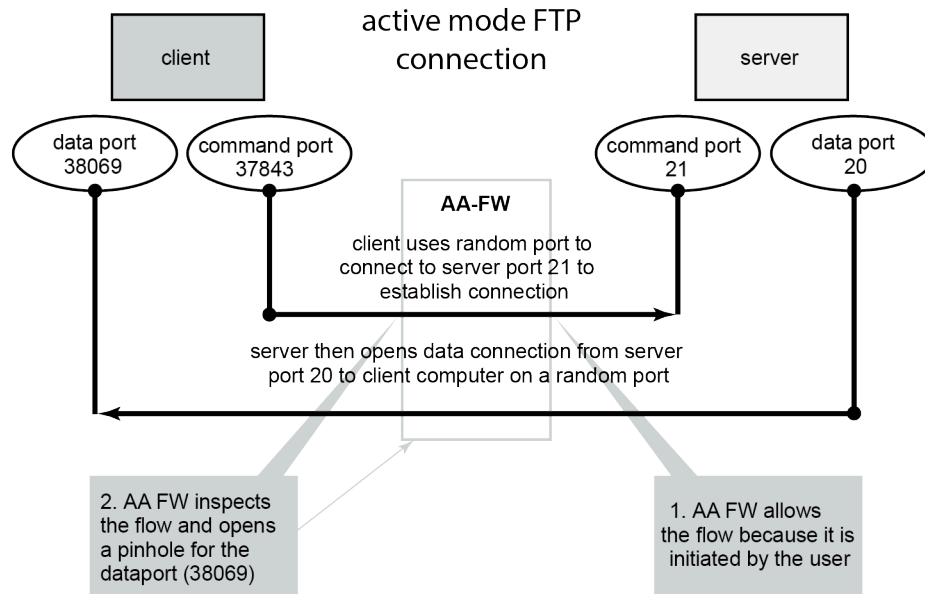 active mode FTP
connection
client
server
data port
38069
command port
37843
command port
21
data port
20
AA-FW
client uses random port to
connect to server port 21 to
establish connection
server then opens data connection from server
port 20 to client computer on a random port
2. AA FW inspects
the flow and opens
a pinhole for the
dataport (38069)
1. AA FW allows
the flow because it is
initiated by the user